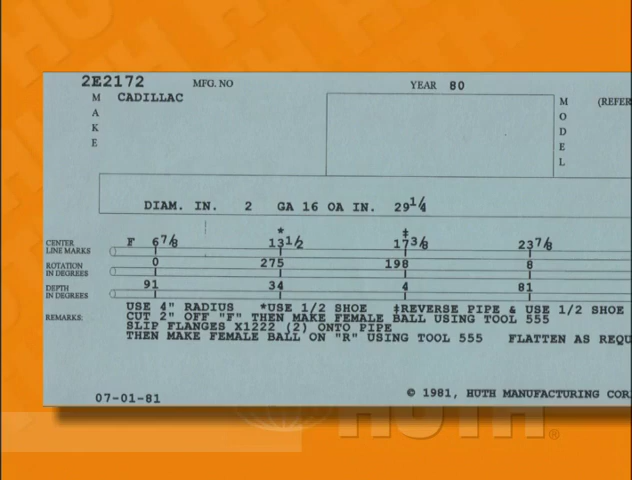 2E2172 MFG. NO YEAR 80
MAKE CADILLAC MODEL (REFER
DIAM. IN. 2 GA 16 OA IN. 29 1/4
* ‡
CENTER LINE MARKS F 6 7/8 13 1/2 17 3/8 23 7/8
ROTATION IN DEGREES 0 275 198 8
DEPTH IN DEGREES 91 34 4 81
REMARKS: USE 4" RADIUS *USE 1/2 SHOE ‡REVERSE PIPE & USE 1/2 SHOE
CUT 2" OFF "F" THEN MAKE FEMALE BALL USING TOOL 555
SLIP FLANGES X1222 (2) ONTO PIPE
THEN MAKE FEMALE BALL ON "R" USING TOOL 555 FLATTEN AS REQU
07-01-81 © 1981, HUTH MANUFACTURING COR
HUTH®